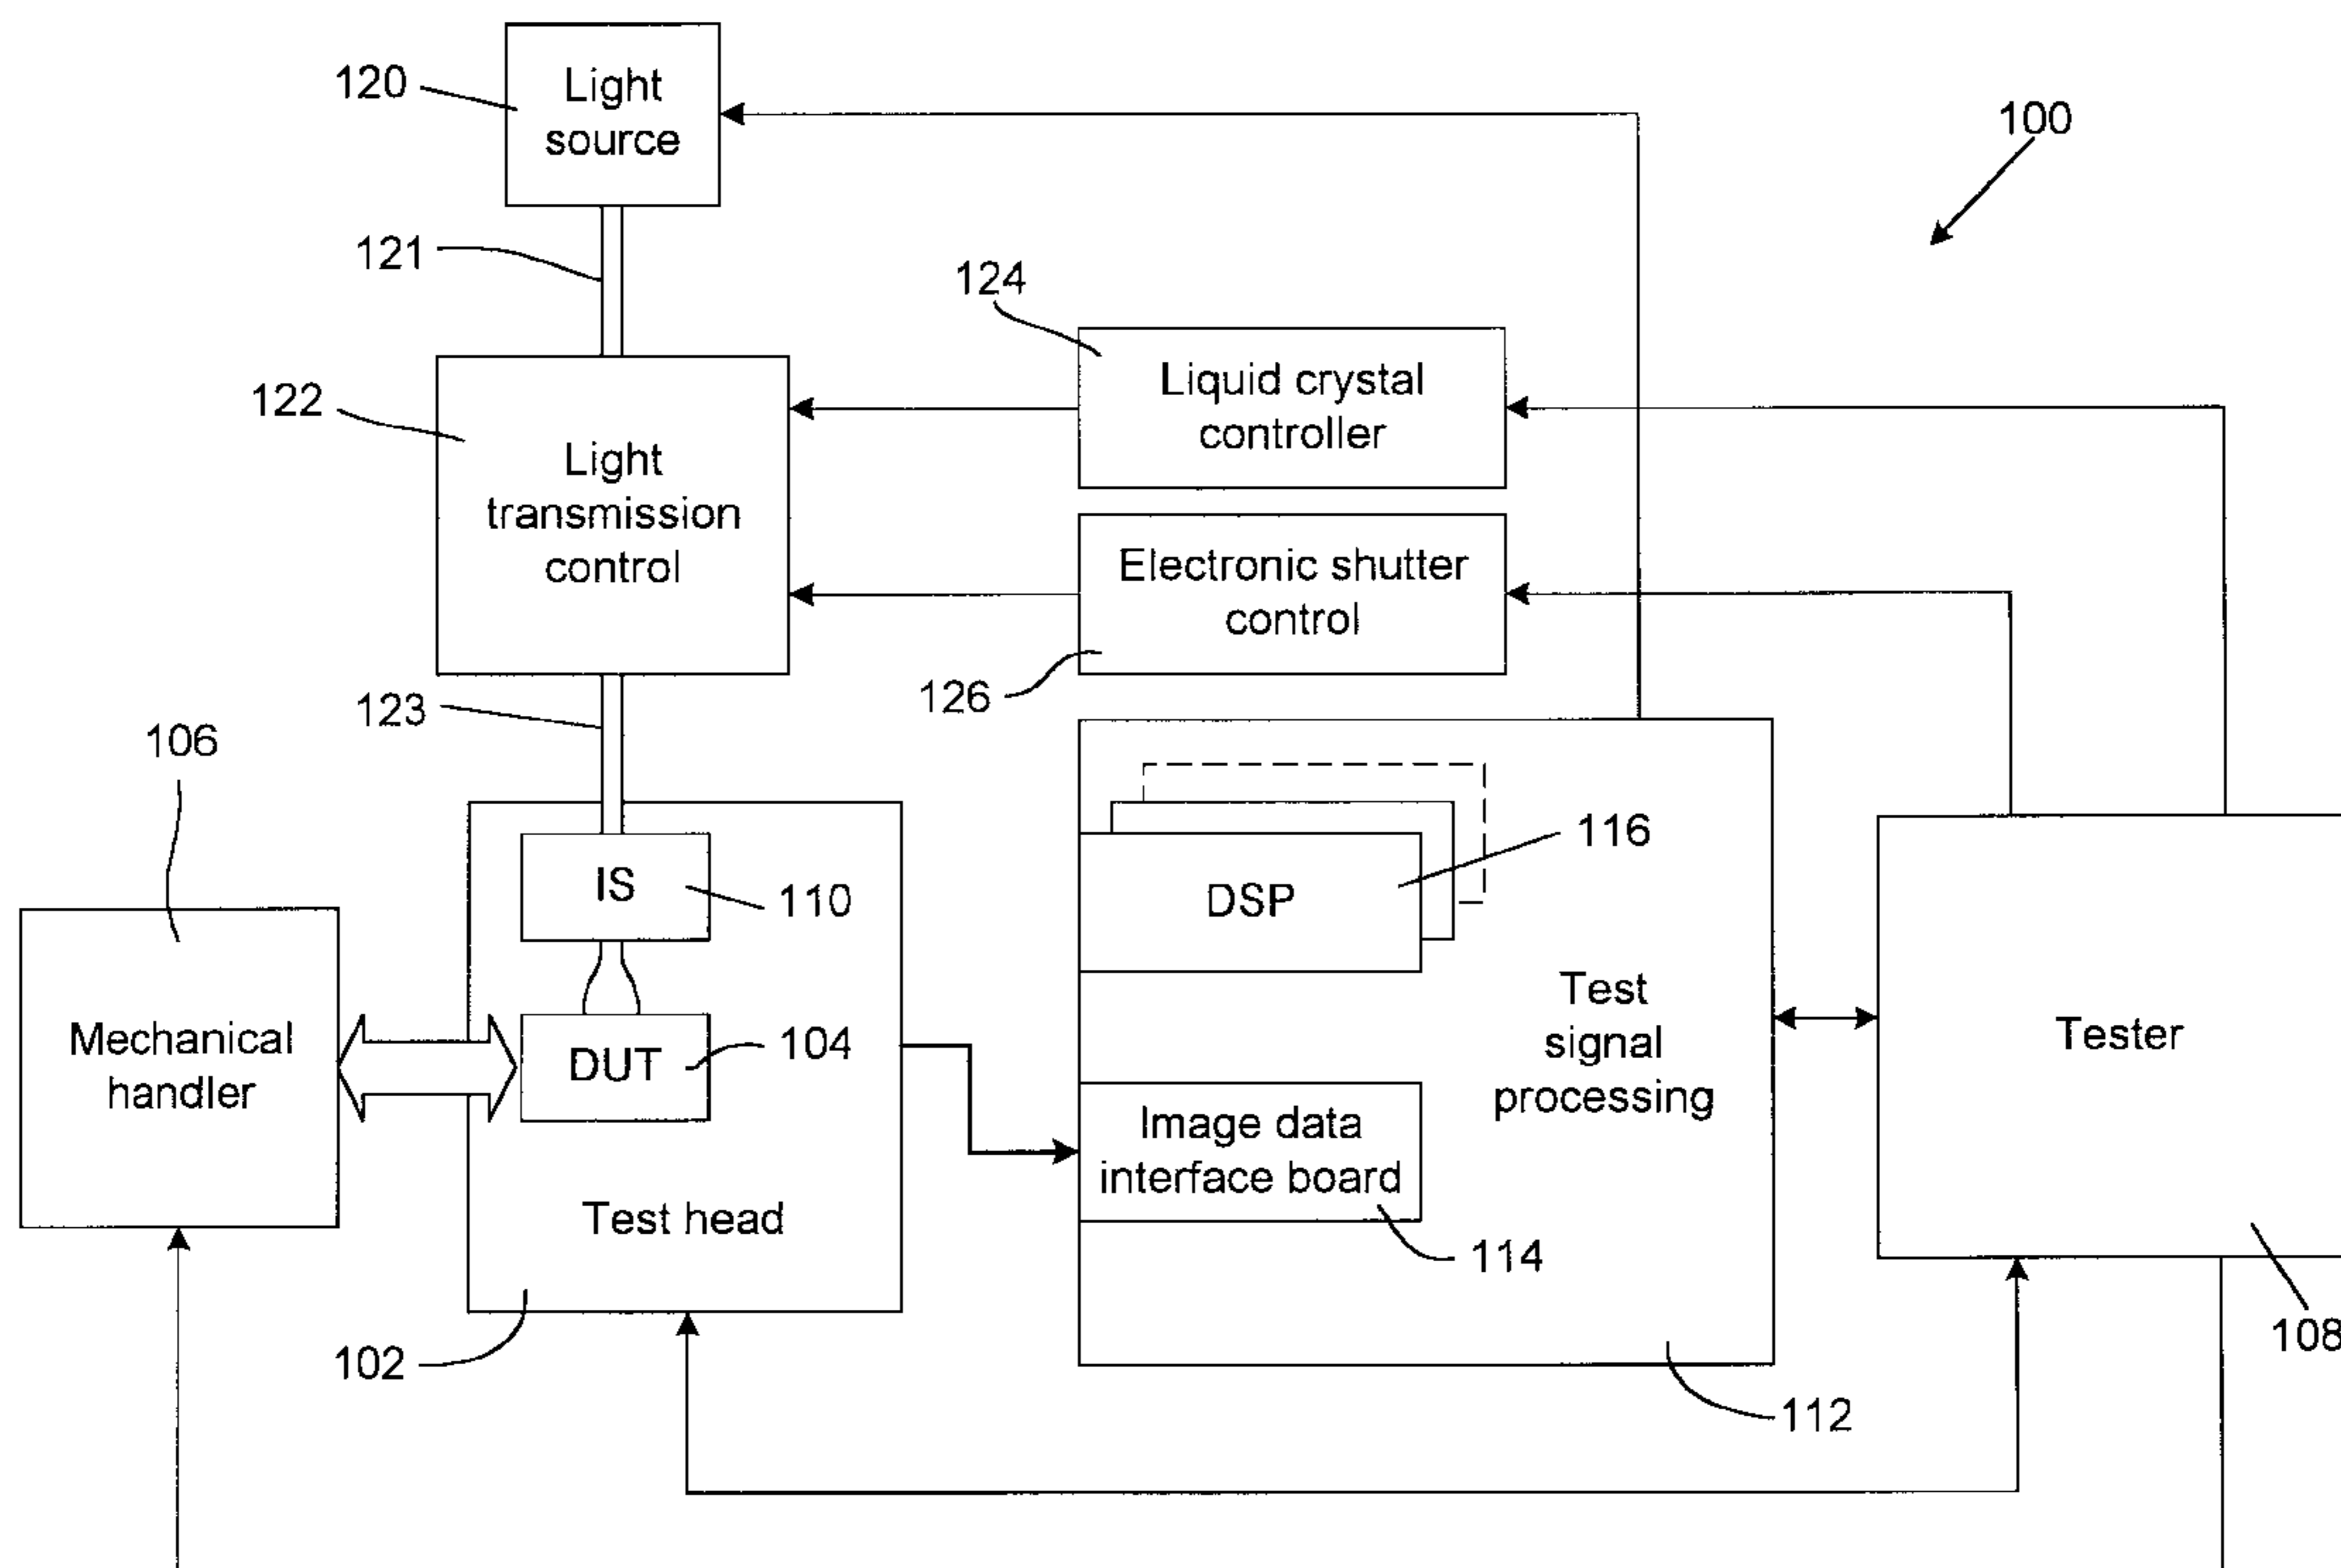 120
Light
source
100
121
124
122
Liquid crystal
controller
Light
transmission
control
Electronic shutter
control
123
126
106
116
IS
110
DSP
Mechanical
handler
DUT
104
Test
signal
processing
Tester
Image data
interface board
Test head
114
102
108
112